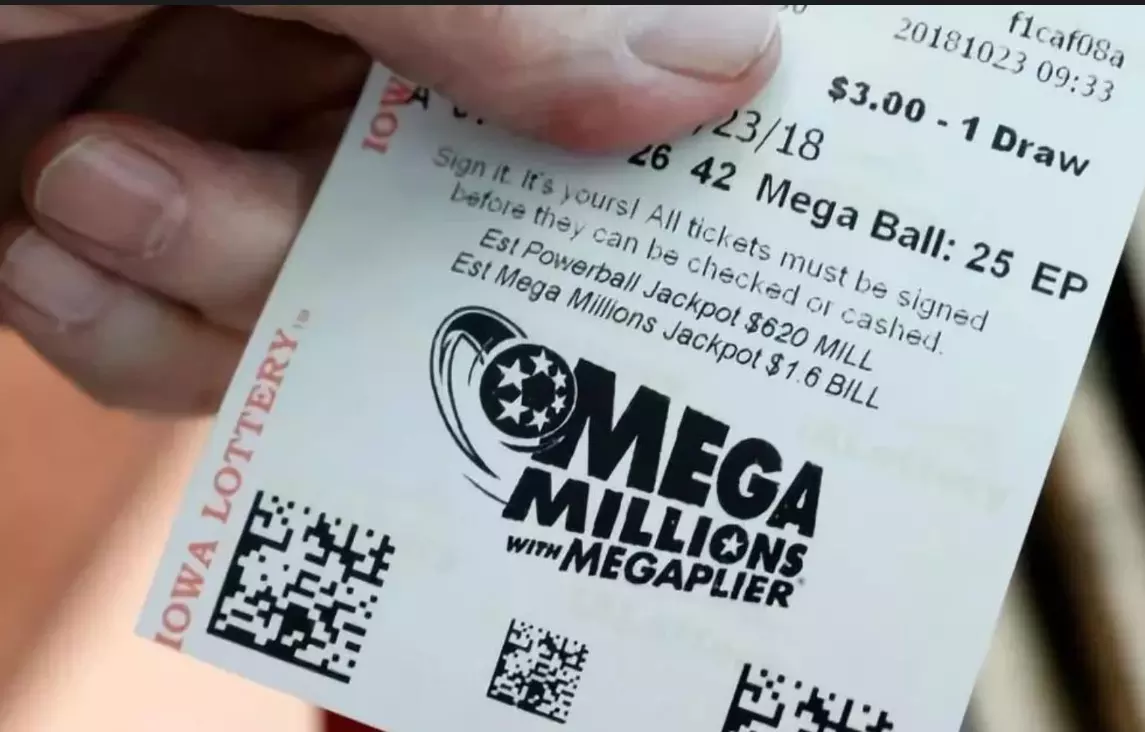 f1caf08a
20181023 09:33
$3.00 - 1 Draw
23/18
A 26 42 Mega Ball: 25 EP
Sign it. It's yours! All tickets must be signed
before they can be checked or cashed.
Est Powerball Jackpot $620 MILL
Est Mega Millions Jackpot $1.6 BILL
MEGA
MILLIONS
WITH MEGAPLIER
IOWA LOTTERY
IOW